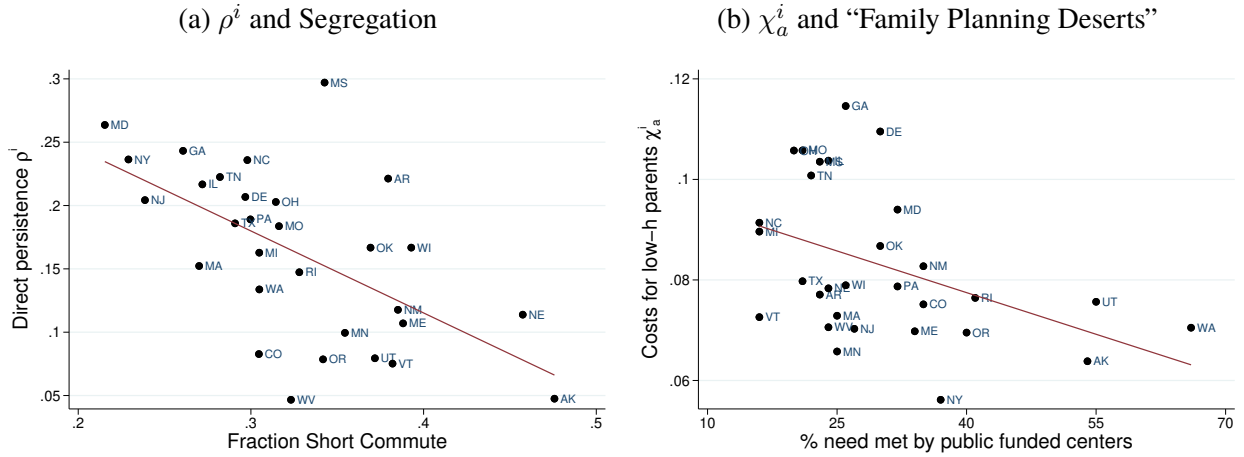 (a) ρ^i and Segregation
.3
.25
.2
.15
.1
.05
Direct persistence ρ^i
MS
MD
GA
NY
NC
TN
AR
IL
DE
NJ
OH
PA
TX
MO
OK
WI
MI
MA
RI
WA
NM
NE
ME
MN
CO
OR
UT
VT
WV
AK
.2
.3
.4
.5
Fraction Short Commute
(b) χ_a^i and “Family Planning Deserts”
.12
.1
.08
.06
Costs for low−h parents χ_a^i
GA
DE
MO
TN
MD
NC
MI
OK
NM
TX
WI
NE
PA
AR
RI
UT
CO
VT
MA
WV
NJ
ME
OR
WA
MN
AK
NY
10
25
40
55
70
% need met by public funded centers